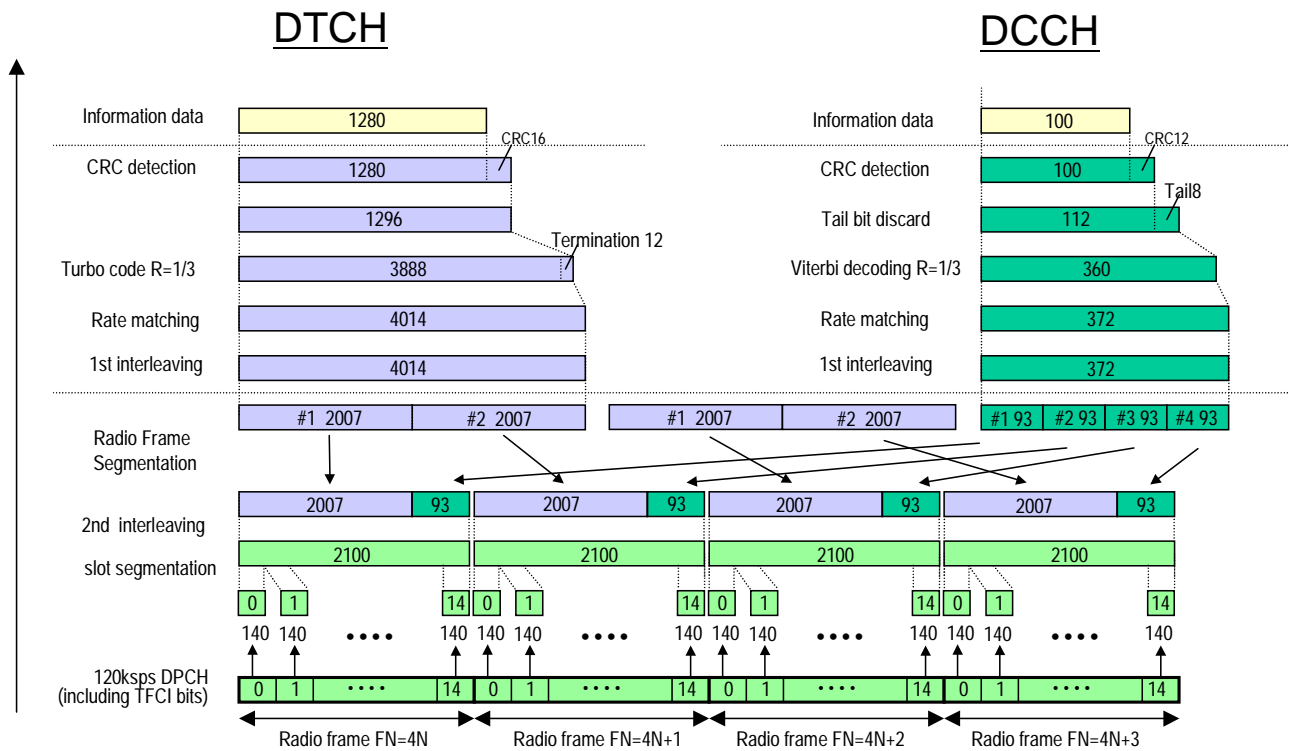 DTCH DCCH
Information data 1280 Information data 100
CRC16 CRC12
CRC detection 1280 CRC detection 100
Tail8
1296 Tail bit discard 112
Termination 12
Turbo code R=1/3 3888 Viterbi decoding R=1/3 360
Rate matching 4014 Rate matching 372
1st interleaving 4014 1st interleaving 372
#1 2007 #2 2007 #1 2007 #2 2007 #1 93 #2 93 #3 93 #4 93
Radio Frame
Segmentation
2007 93 2007 93 2007 93 2007 93
2nd interleaving
2100 2100 2100 2100
slot segmentation
0 1 14 0 1 14 0 1 14 0 1 14
140 140 •••• 140 140 140 •••• 140 140 140 •••• 140 140 140 •••• 140
120ksps DPCH
(including TFCI bits)
0 1 •••• 14 0 1 •••• 14 0 1 •••• 14 0 1 •••• 14
Radio frame FN=4N Radio frame FN=4N+1 Radio frame FN=4N+2 Radio frame FN=4N+3